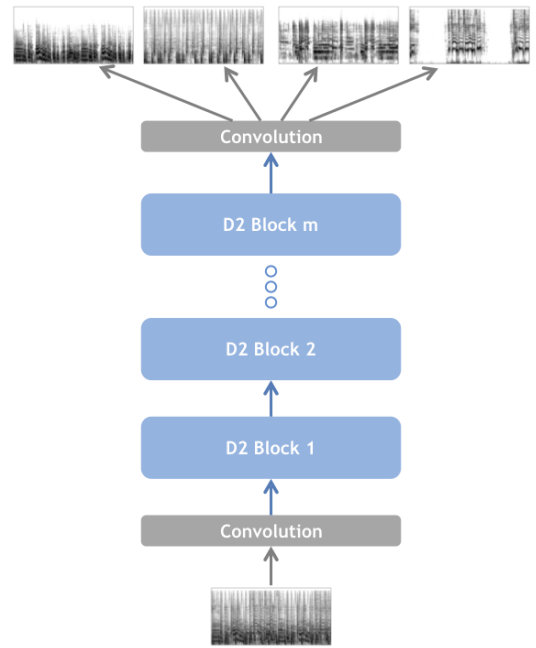 Convolution
D2 Block m
D2 Block 2
D2 Block 1
Convolution